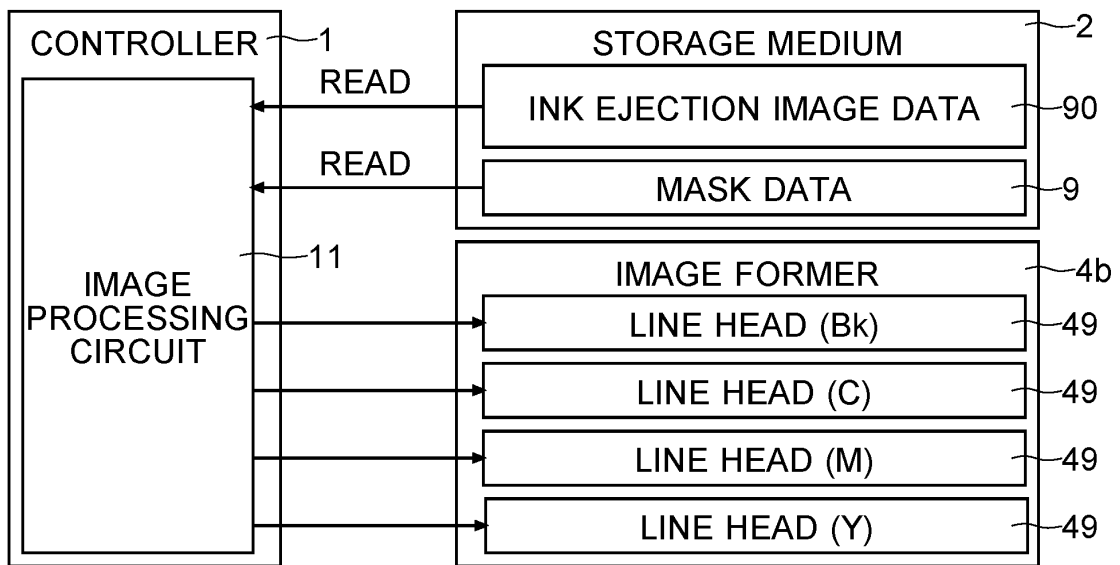 CONTROLLER
1
IMAGE
PROCESSING
CIRCUIT
11
READ
READ
STORAGE MEDIUM
2
INK EJECTION IMAGE DATA
90
MASK DATA
9
IMAGE FORMER
4b
LINE HEAD (Bk)
49
LINE HEAD (C)
49
LINE HEAD (M)
49
LINE HEAD (Y)
49